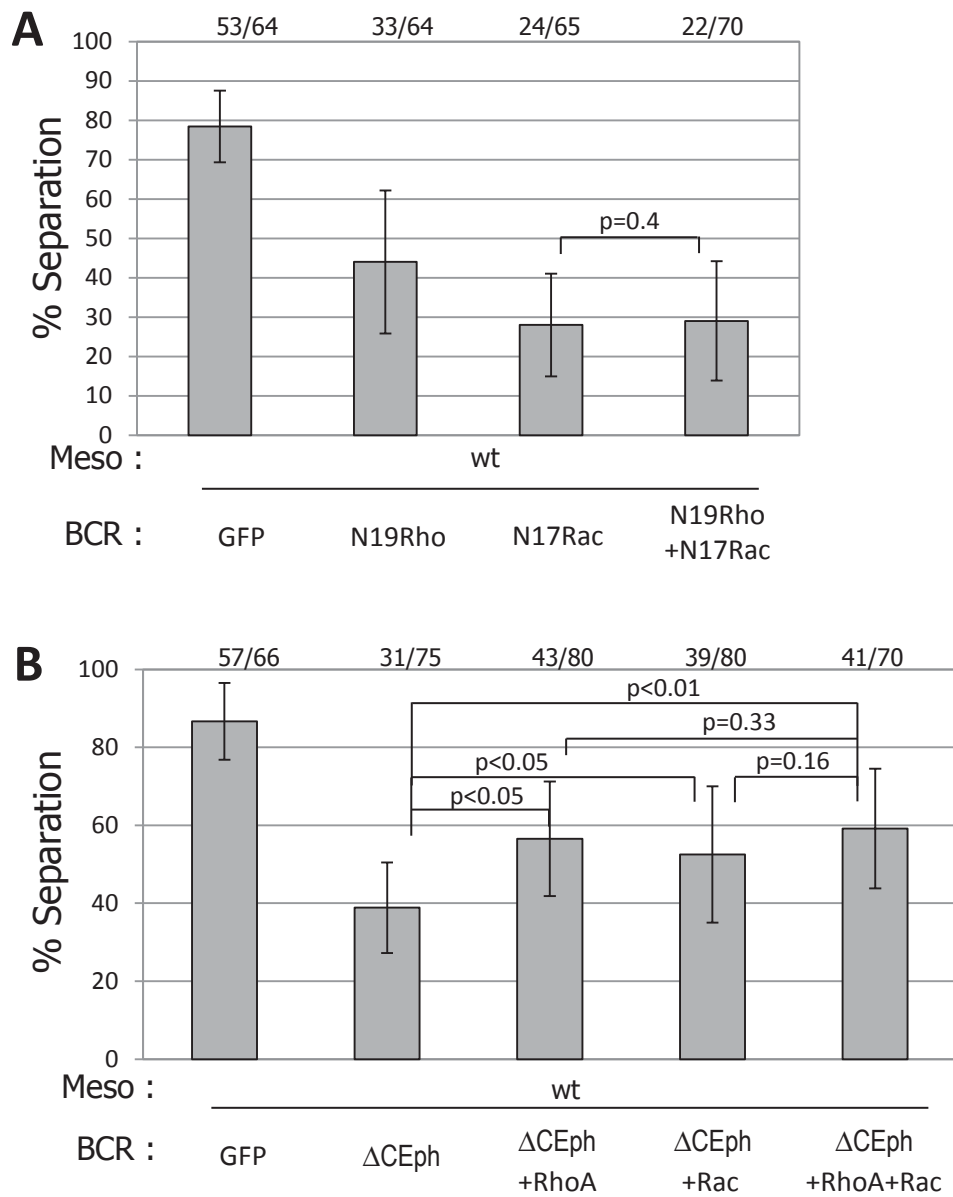 A
53/64 33/64 24/65 22/70
100
90
80
70
60
50
40
30
20
10
0
% Separation
p=0.4
Meso : wt
BCR : GFP N19Rho N17Rac N19Rho
+N17Rac
B
57/66 31/75 43/80 39/80 41/70
100
80
60
40
20
0
% Separation
p<0.01
p=0.33
p<0.05 p=0.16
p<0.05
Meso : wt
BCR : GFP ΔCEph ΔCEph ΔCEph ΔCEph
+RhoA +Rac +RhoA+Rac